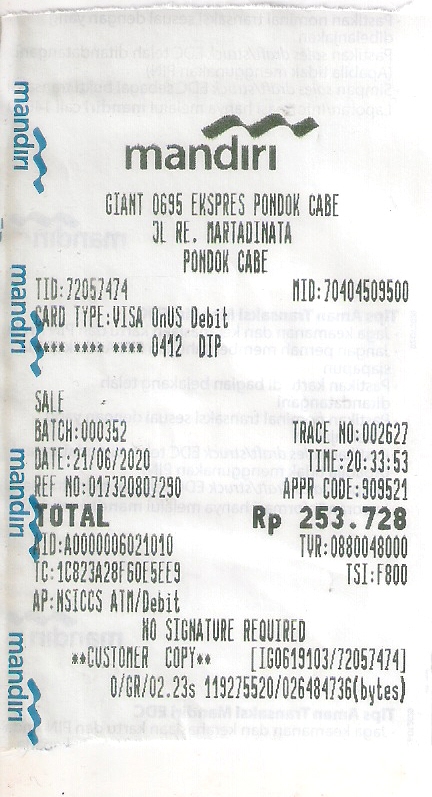 mandiri
GIANT 0695 EKSPRES PONDOK CABE
JL RE. MARTADINATA
PONDOK CABE
TID:72057474 MID:70404509500
CARD TYPE:VISA OnUS Debit
**** **** **** 0412 DIP
SALE
BATCH:000352 TRACE NO:002627
DATE:21/06/2020 TIME:20:33:53
REF NO:017320807290 APPR CODE:909521
TOTAL Rp 253.728
AID:A0000006021010 TVR:0880048000
TC:1C823A28F60E5EE9 TSI:F800
AP:NSICCS ATM/Debit
NO SIGNATURE REQUIRED
**CUSTOMER COPY** [IG0619103/72057474]
O/GR/02.23s 119275520/026484736(bytes)
mandiri
mandiri
mandiri
mandiri